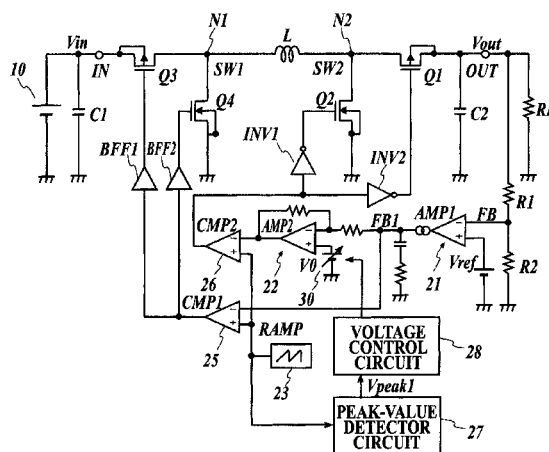 N1 N2
Vin L Vout
IN SW1 SW2 OUT
10 Q3 Q1
C1 Q4 Q2 C2
INV1
BFF1 BFF2 INV2
R1
CMP2 AMP2 FB1 AMP1 FB
26 22 V0 21 Vref R2
30
CMP1
25 RAMP
23
VOLTAGE
CONTROL
CIRCUIT
28
Vpeak1
PEAK-VALUE
DETECTOR
CIRCUIT
27